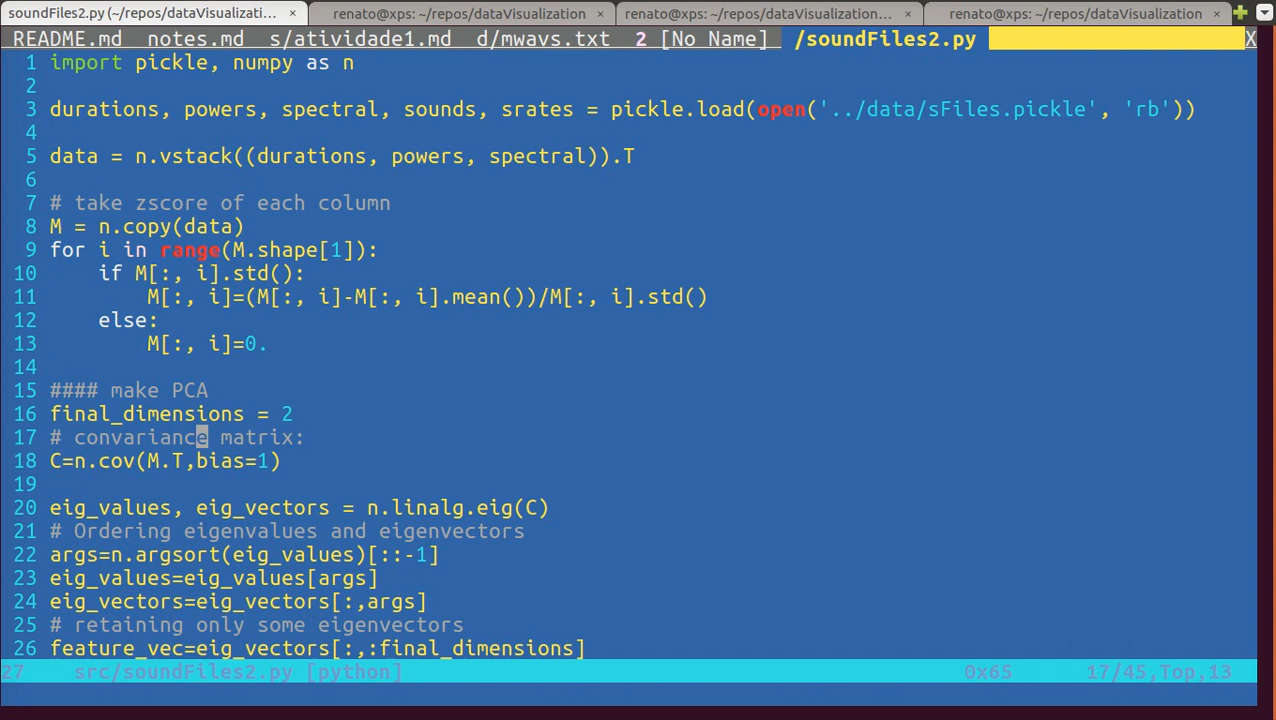 soundFiles2.py (~/repos/dataVisualizati... × renato@xps: ~/repos/dataVisualization × renato@xps: ~/repos/dataVisualization... × renato@xps: ~/repos/dataVisualization ×
README.md notes.md s/atividade1.md d/mwavs.txt 2 [No Name] /soundFiles2.py X
1 import pickle, numpy as n
2
3 durations, powers, spectral, sounds, srates = pickle.load(open('../data/sFiles.pickle', 'rb'))
4
5 data = n.vstack((durations, powers, spectral)).T
6
7 # take zscore of each column
8 M = n.copy(data)
9 for i in range(M.shape[1]):
10     if M[:, i].std():
11         M[:, i]=(M[:, i]-M[:, i].mean())/M[:, i].std()
12     else:
13         M[:, i]=0.
14
15 #### make PCA
16 final_dimensions = 2
17 # convariance matrix:
18 C=n.cov(M.T,bias=1)
19
20 eig_values, eig_vectors = n.linalg.eig(C)
21 # Ordering eigenvalues and eigenvectors
22 args=n.argsort(eig_values)[::-1]
23 eig_values=eig_values[args]
24 eig_vectors=eig_vectors[:,args]
25 # retaining only some eigenvectors
26 feature_vec=eig_vectors[:,:final_dimensions]
27 src/soundFiles2.py [python] 0x65 17/45,Top,13